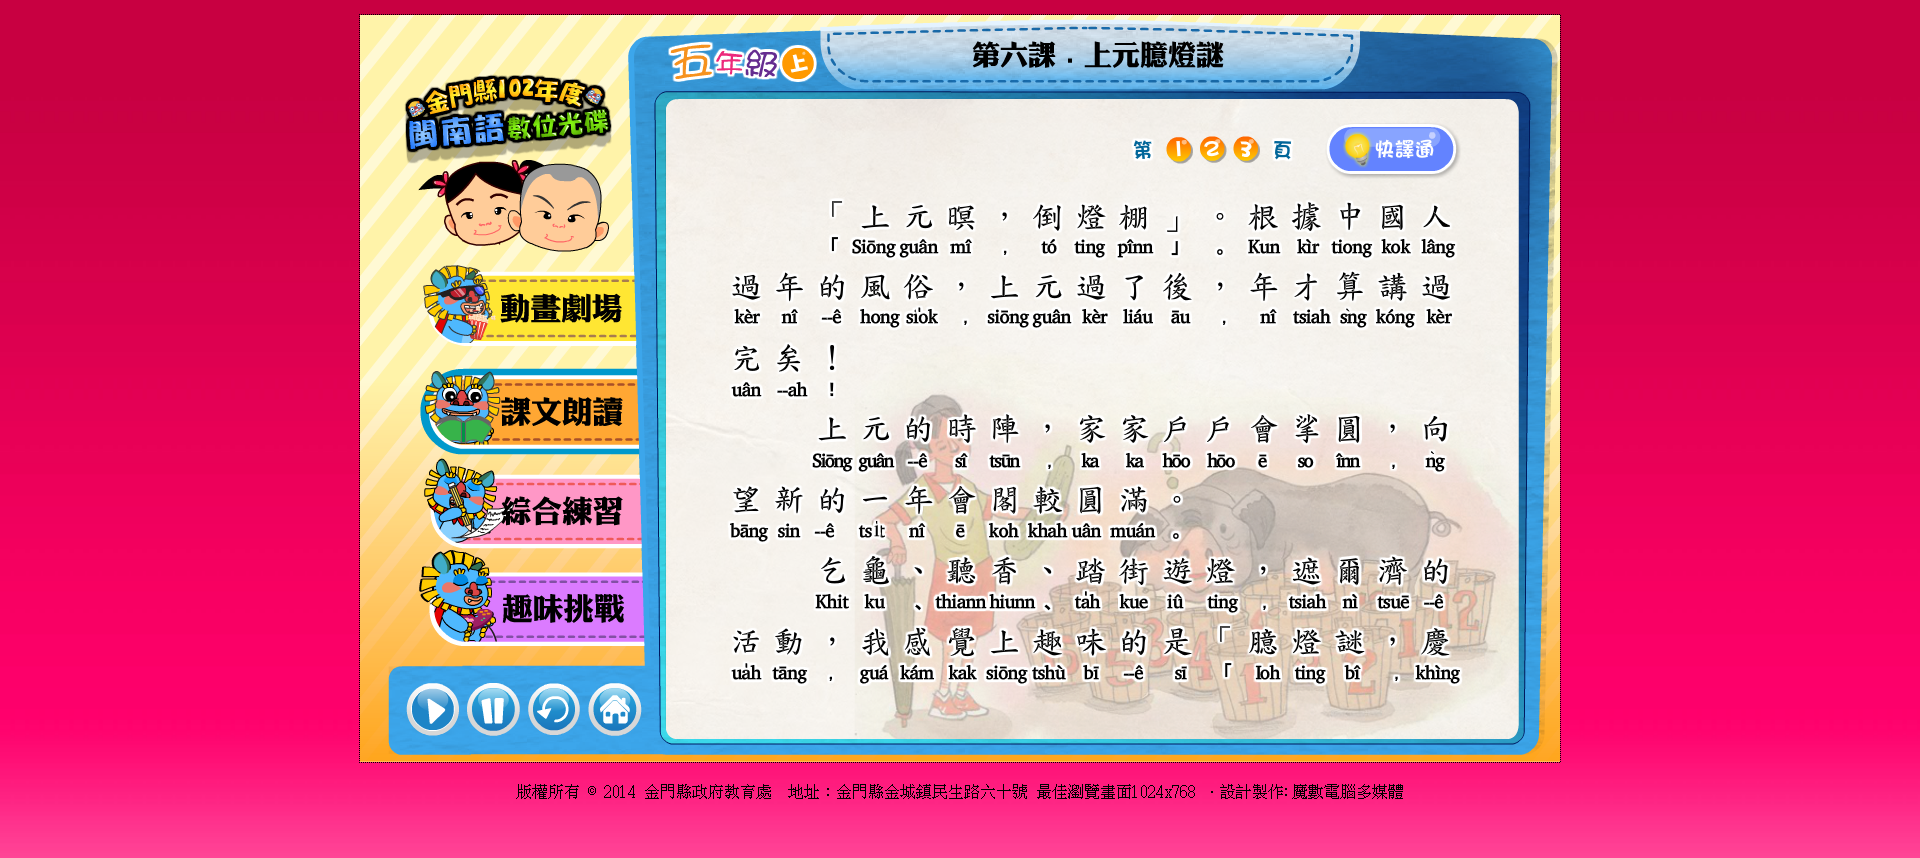 五年級上
第六課．上元臆燈謎
金門縣102年度
閩南語數位光碟
第 1 2 3 頁
快譯通
動畫劇場
課文朗讀
綜合練習
趣味挑戰
「上元暝，倒燈棚」。根據中國人
「 Siōng guân mî , tó ting pînn 」 。 Kun kìr tiong kok lâng
過年的風俗，上元過了後，年才算講過
kèr nî --ê hong sio̍k , siōng guân kèr liáu āu , nî tsiah sǹg kóng kèr
完矣！
uân --ah !
上元的時陣，家家戶戶會挲圓，向
Siōng guân --ê sî tsūn , ka ka hōo hōo ē so înn , ǹg
望新的一年會閣較圓滿。
bāng sin --ê tsi̍t nî ē koh khah uân muán 。
乞龜、聽香、踏街遊燈，遮爾濟的
Khit ku 、 thiann hiunn 、 ta̍h kue iû ting , tsiah nì tsuē --ê
活動，我感覺上趣味的是「臆燈謎，慶
ua̍h tāng , guá kám kak siōng tshù bī --ê sī 「 Ioh ting bí , khìng
版權所有 © 2014 金門縣政府教育處 地址：金門縣金城鎮民生路六十號 最佳瀏覽畫面1024x768 ．設計製作:魔數電腦多媒體